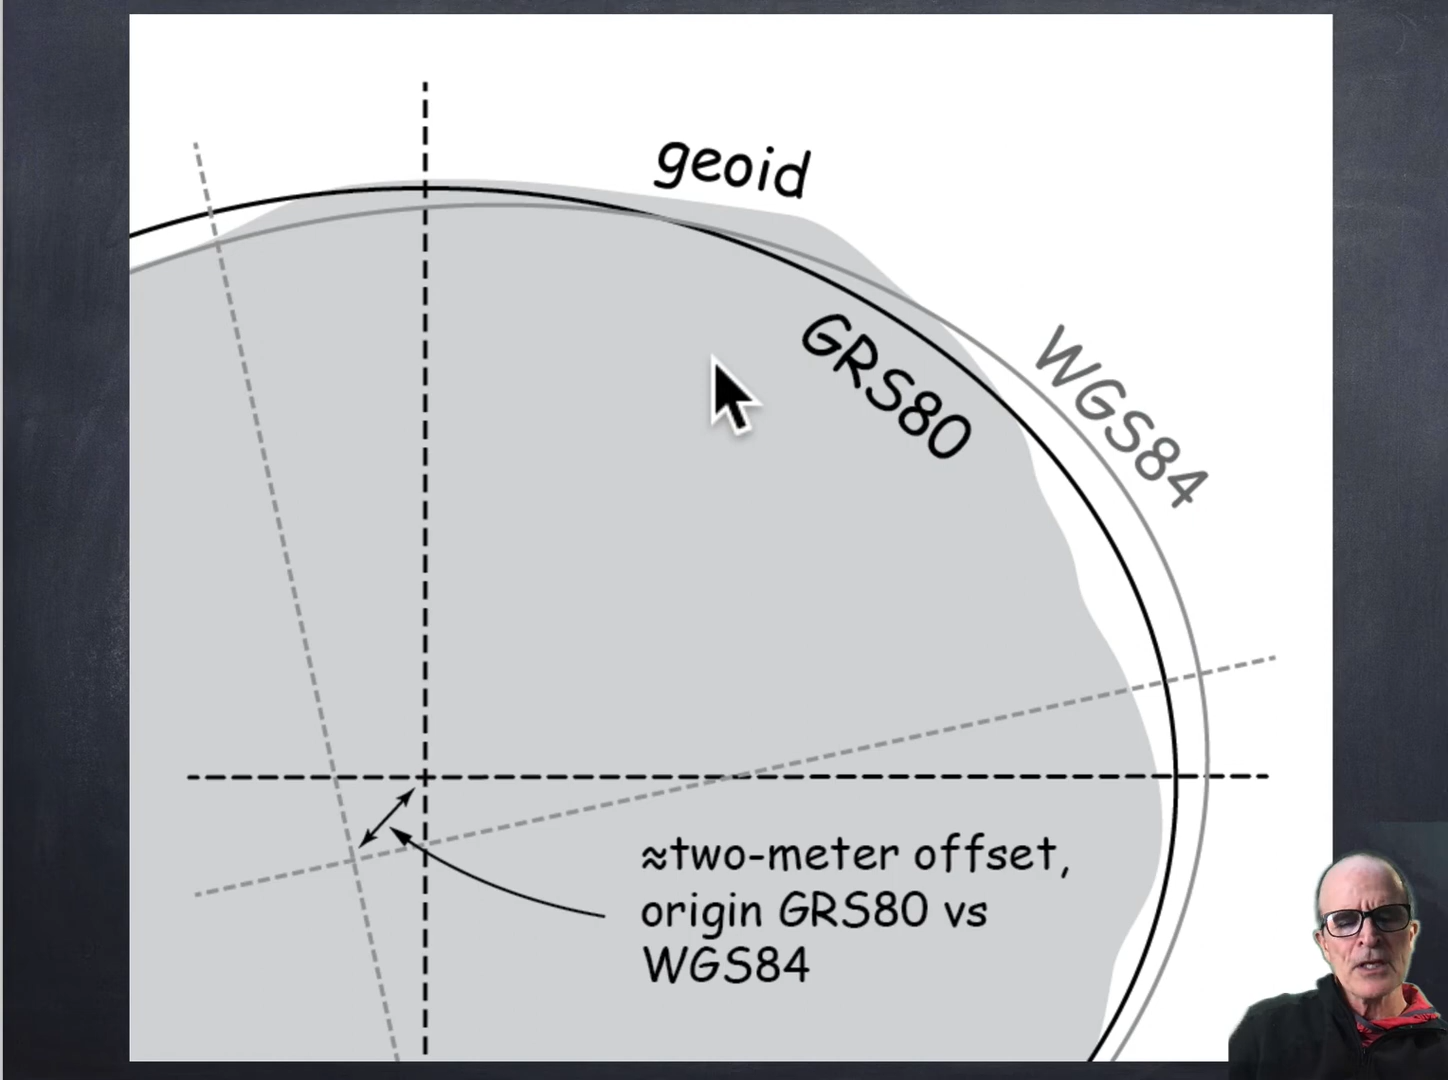 geoid
GRS80
WGS84
≈two-meter offset,
origin GRS80 vs
WGS84